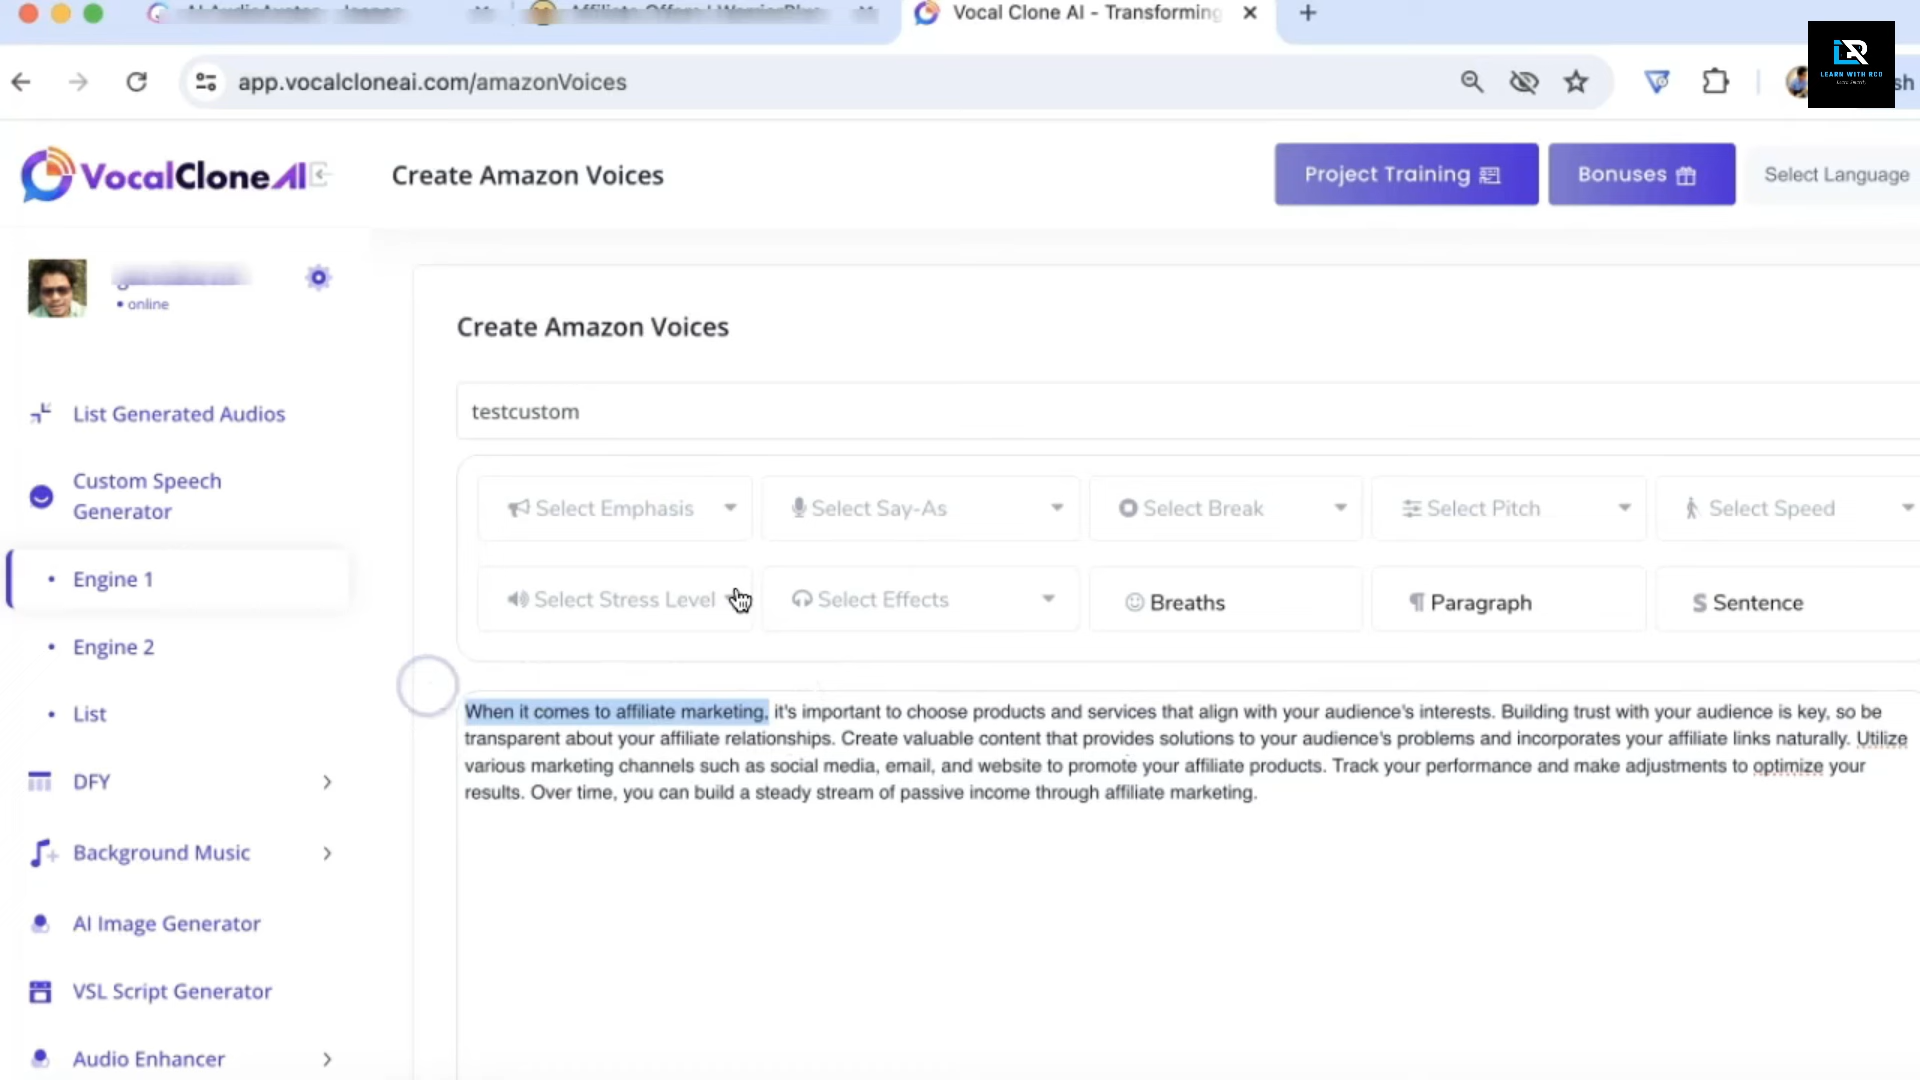 Vocal Clone AI - Transforming
app.vocalcloneai.com/amazonVoices
sh
LR
LEARN WITH RCO
VocalCloneAI
Create Amazon Voices
Project Training
Bonuses
Select Language
• online
Create Amazon Voices
testcustom
List Generated Audios
Custom Speech
Generator
• Engine 1
• Engine 2
• List
DFY
Background Music
AI Image Generator
VSL Script Generator
Audio Enhancer
Select Emphasis
Select Say-As
Select Break
Select Pitch
Select Speed
Select Stress Level
Select Effects
Breaths
Paragraph
Sentence
When it comes to affiliate marketing, it's important to choose products and services that align with your audience's interests. Building trust with your audience is key, so be
transparent about your affiliate relationships. Create valuable content that provides solutions to your audience's problems and incorporates your affiliate links naturally. Utilize
various marketing channels such as social media, email, and website to promote your affiliate products. Track your performance and make adjustments to optimize your
results. Over time, you can build a steady stream of passive income through affiliate marketing.